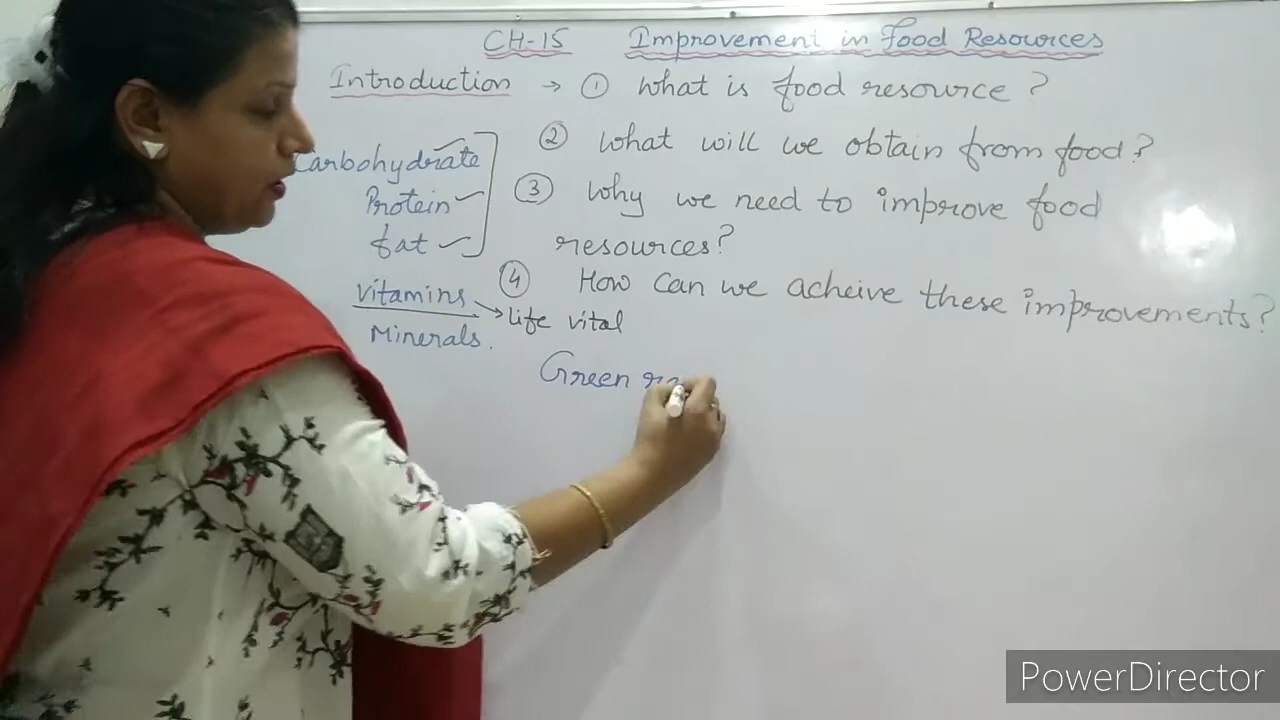 CH-15 Improvement in Food Resources
Introduction → ① What is food resource?
② What will we obtain from food?
③ Why we need to improve food
resources?
④ How can we acheive these improvements?
Carbohydrate
Protein
fat
Vitamins → life vital
Minerals.
Green
PowerDirector